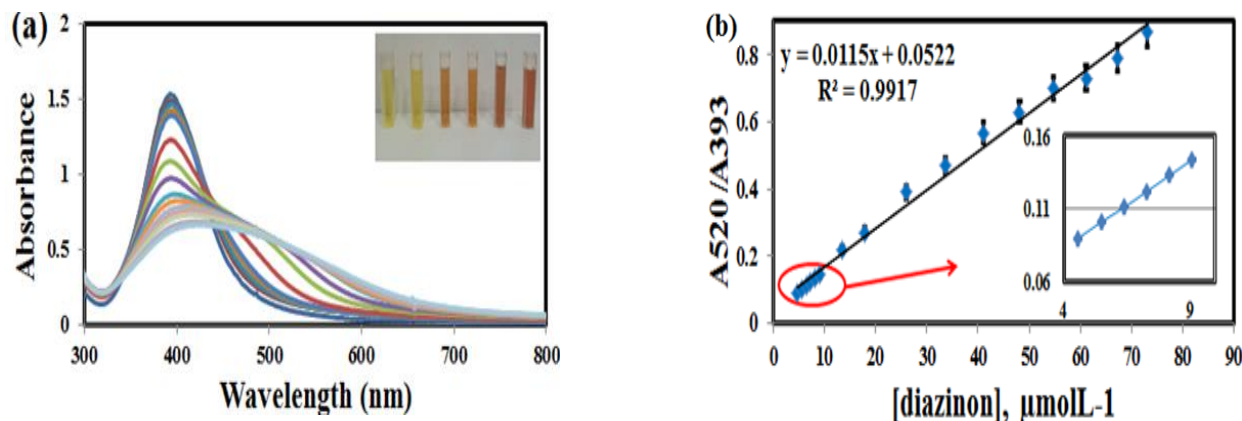 (a)
2
1.5
1
0.5
0
Absorbance
300 400 500 600 700 800
Wavelength (nm)
(b)
0.8
0.6
0.4
0.2
0
A520 /A393
y = 0.0115x + 0.0522
R² = 0.9917
0.16
0.11
0.06
4 9
0 10 20 30 40 50 60 70 80 90
[diazinon], µmolL-1